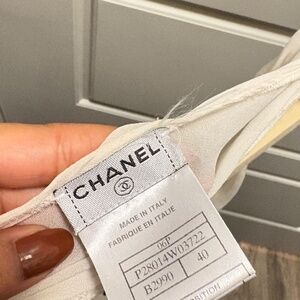 CHANEL
MADE IN ITALY
FABRIQUE EN ITALIE
06P
P28014W03722
B2990 40